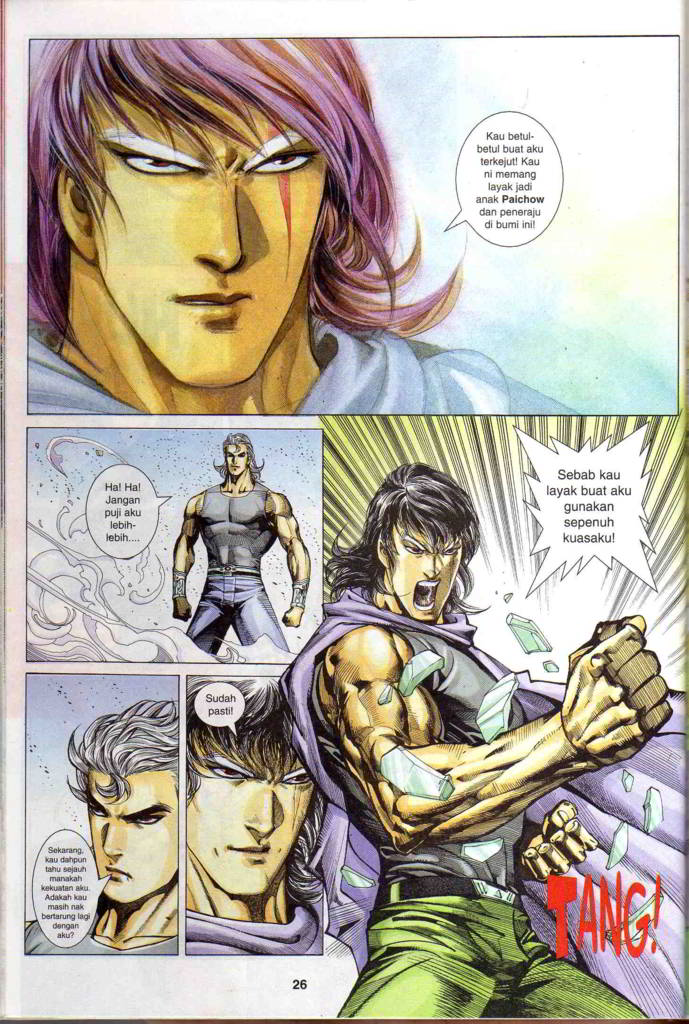 Kau betul-
betul buat aku
terkejut! Kau
ni memang
layak jadi
anak Paichow
dan peneraju
di bumi ini!
Ha! Ha!
Jangan
puji aku
lebih-
lebih....
Sekarang,
kau dahpun
tahu sejauh
manakah
kekuatan aku.
Adakah kau
masih nak
bertarung lagi
dengan
aku?
Sudah
pasti!
Sebab kau
layak buat aku
gunakan
sepenuh
kuasaku!
TANG!
26